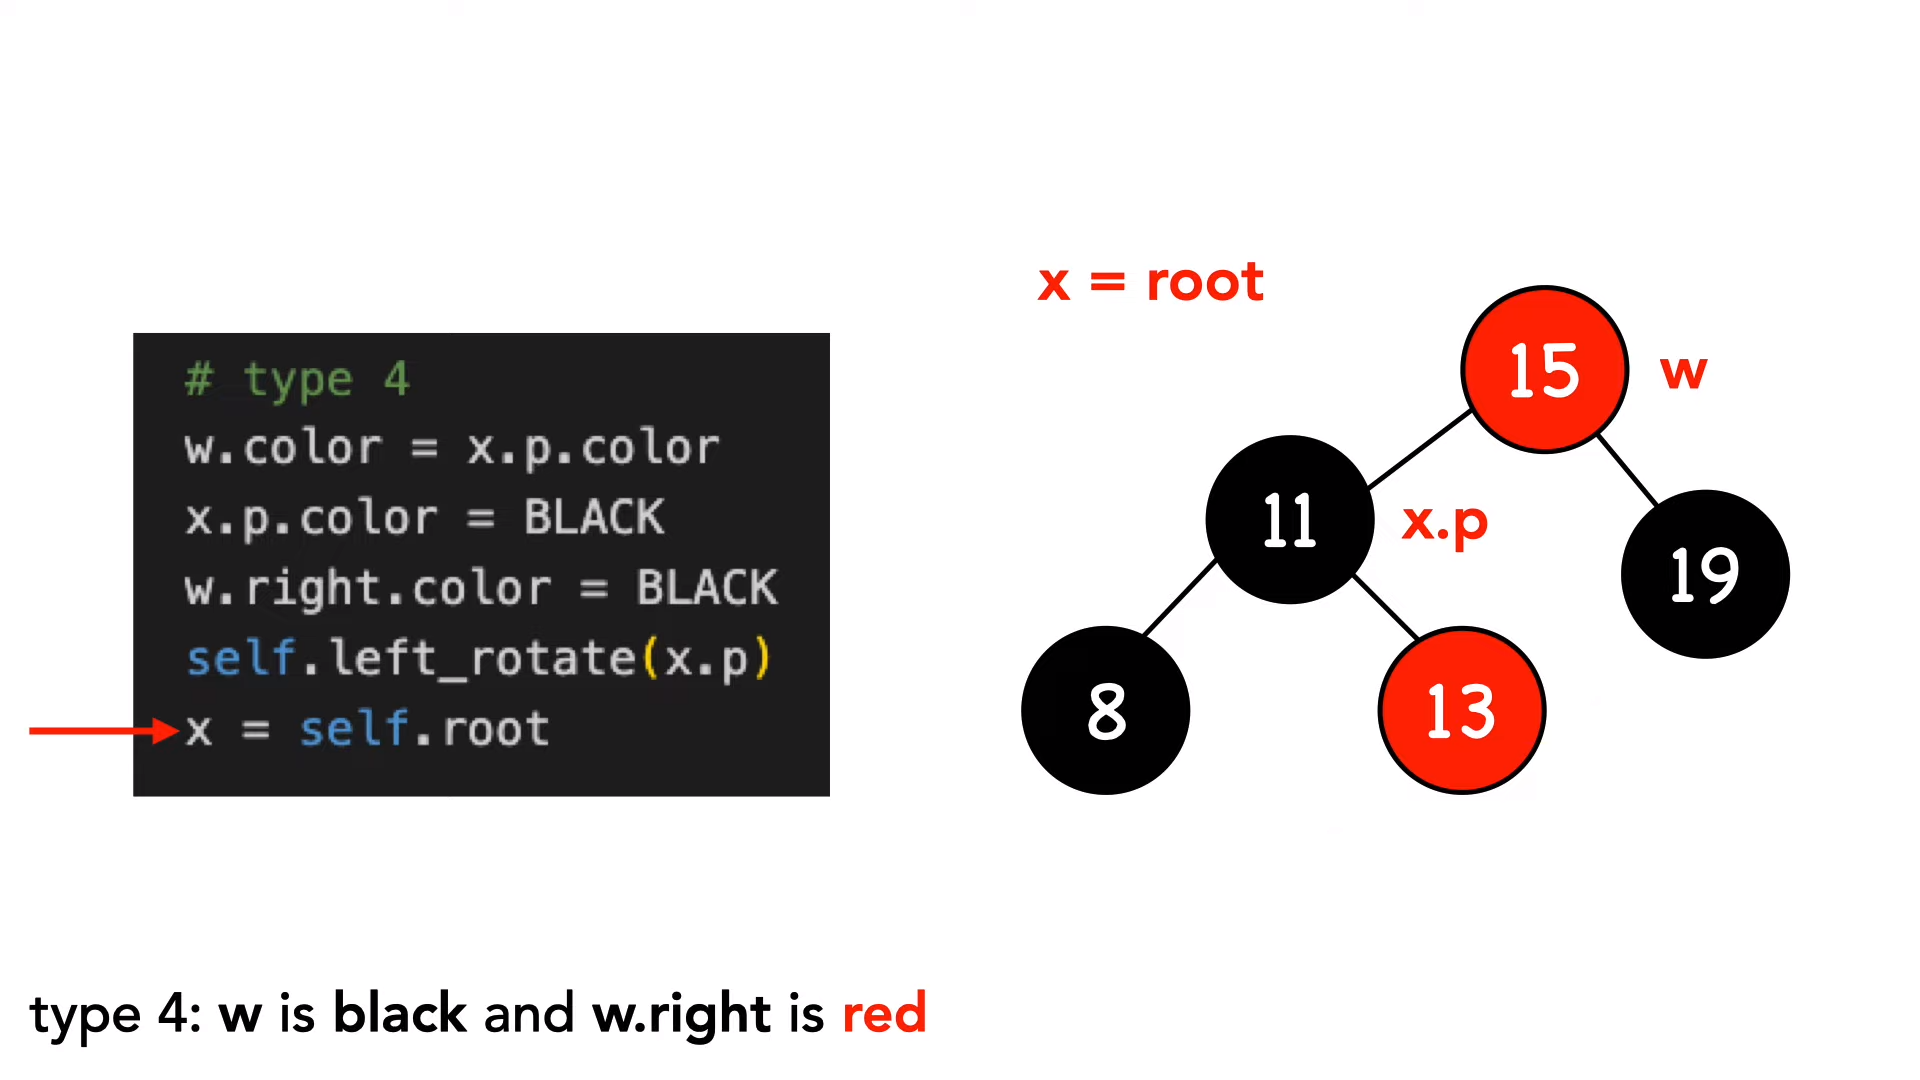 # type 4
w.color = x.p.color
x.p.color = BLACK
w.right.color = BLACK
self.left_rotate(x.p)
x = self.root
x = root
15
w
11
x.p
19
8
13
type 4: w is black and w.right is red